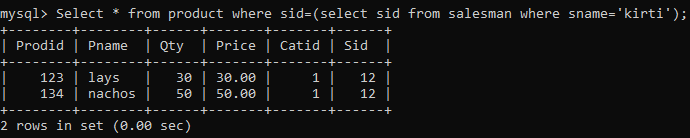 mysql> Select * from product where sid=(select sid from salesman where sname='kirti');
+--------+--------+------+-------+-------+------+
| Prodid | Pname  | Qty  | Price | Catid | Sid  |
+--------+--------+------+-------+-------+------+
|    123 | lays   |   30 | 30.00 |     1 |   12 |
|    134 | nachos |   50 | 50.00 |     1 |   12 |
+--------+--------+------+-------+-------+------+
2 rows in set (0.00 sec)